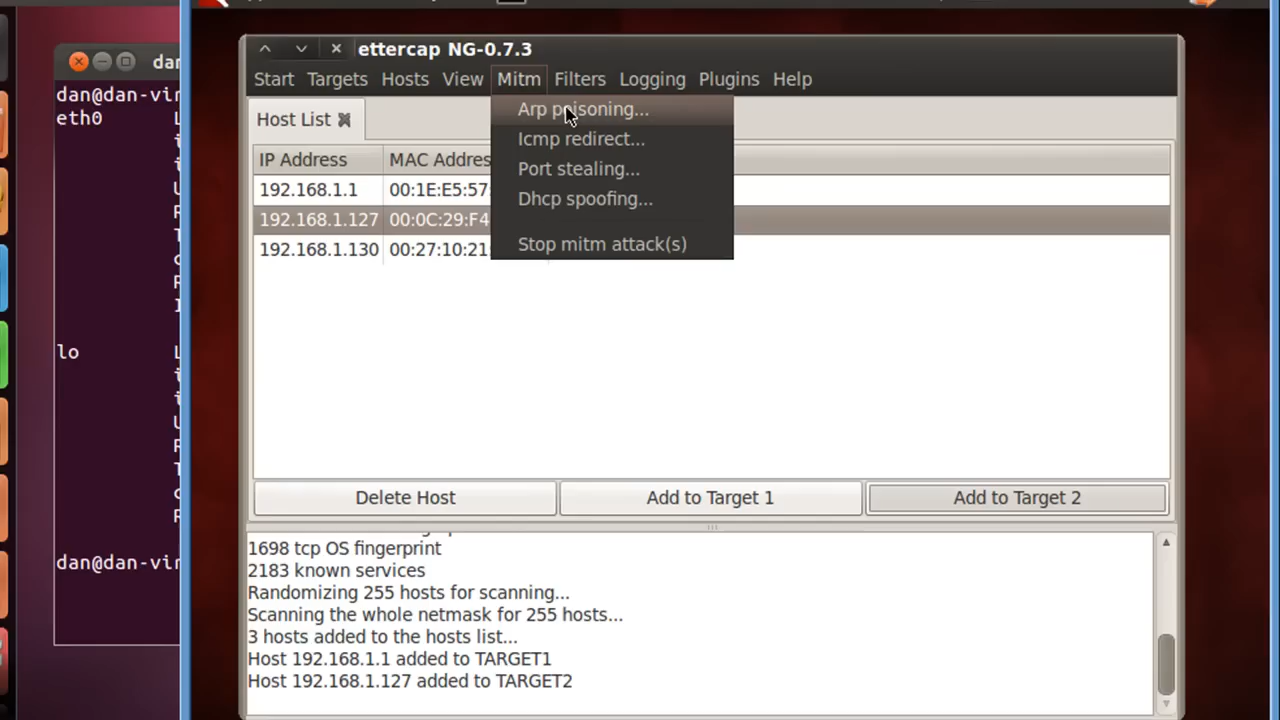 dan
ettercap NG-0.7.3
Start Targets Hosts View Mitm Filters Logging Plugins Help
dan@dan-vir
eth0 L
Host List
Arp poisoning...
Icmp redirect...
Port stealing...
Dhcp spoofing...
Stop mitm attack(s)
IP Address MAC Addres
192.168.1.1 00:1E:E5:57:
192.168.1.127 00:0C:29:F4
192.168.1.130 00:27:10:21:
lo L
Delete Host Add to Target 1 Add to Target 2
1698 tcp OS fingerprint
2183 known services
Randomizing 255 hosts for scanning...
Scanning the whole netmask for 255 hosts...
3 hosts added to the hosts list...
Host 192.168.1.1 added to TARGET1
Host 192.168.1.127 added to TARGET2
dan@dan-vir